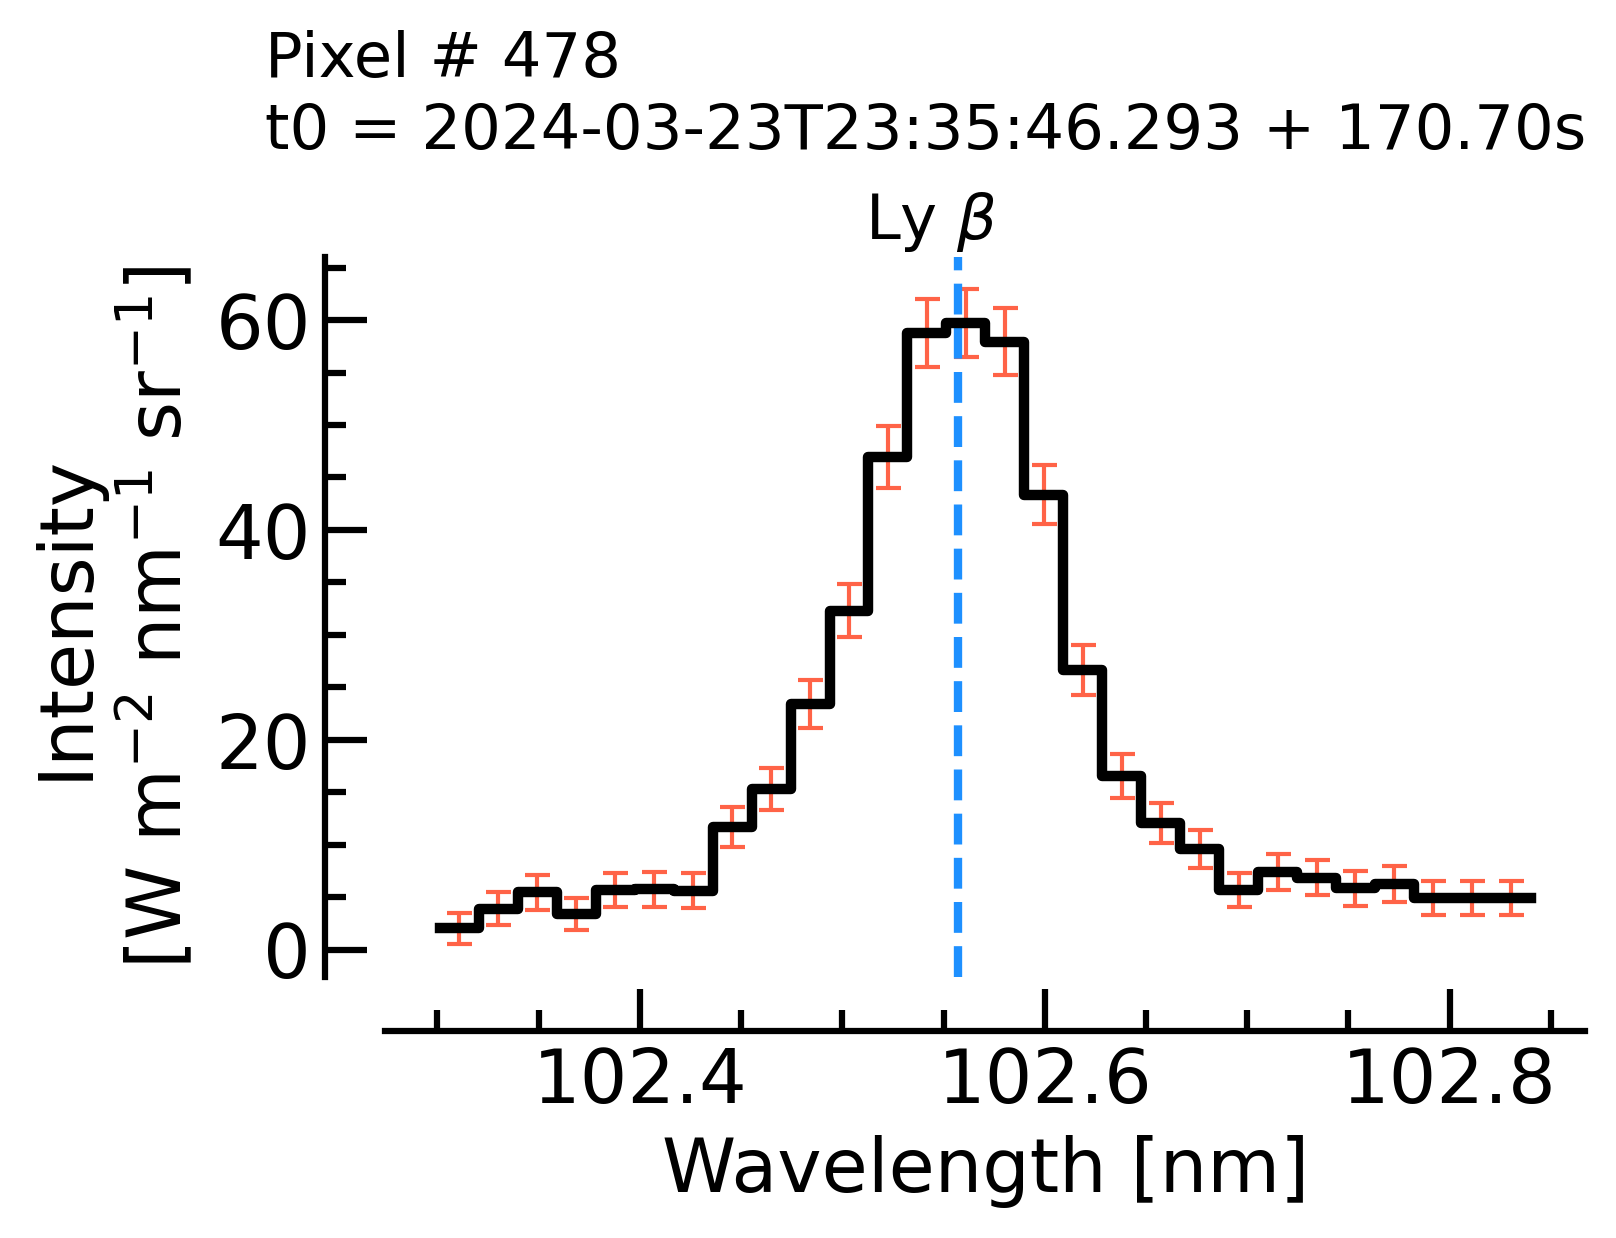 Pixel # 478
t0 = 2024-03-23T23:35:46.293 + 170.70s
Ly β
Intensity
[W m⁻² nm⁻¹ sr⁻¹]
60
40
20
0
102.4
102.6
102.8
Wavelength [nm]